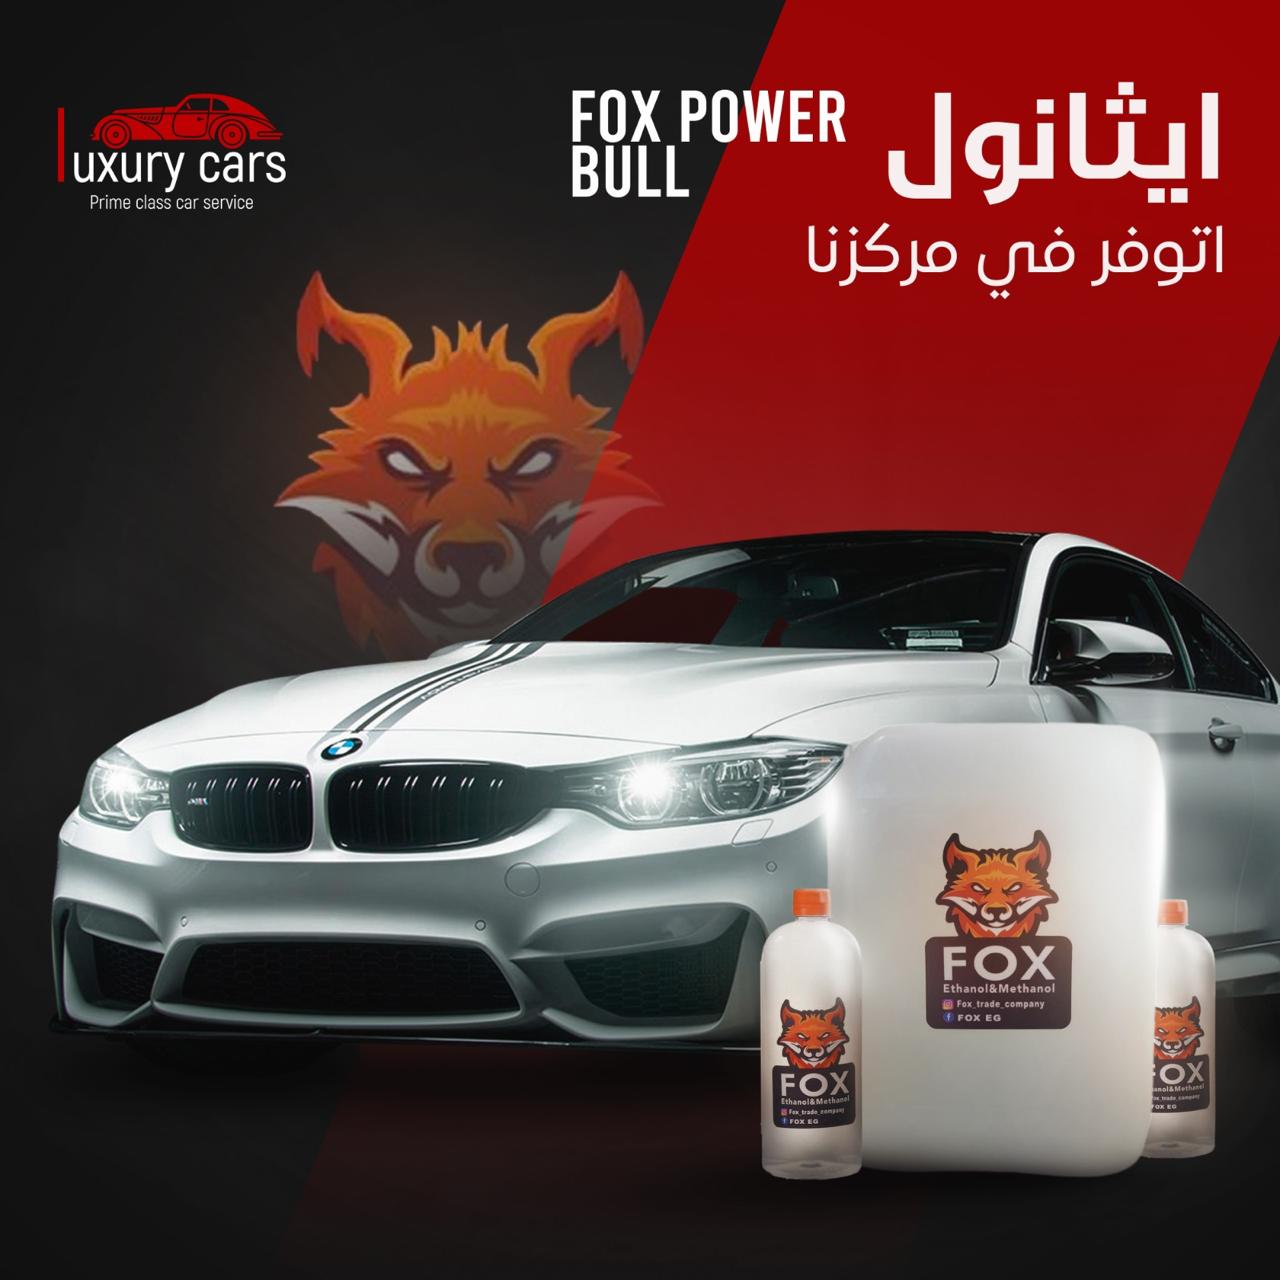 luxury cars
Prime class car service
FOX POWER
BULL
ايثانول
اتوفر في مركزنا
FOX
Ethanol&Methanol
Fox_trade_company
FOX EG
FOX
Ethanol&Methanol
Fox_trade_company
FOX EG
FOX
Ethanol&Methanol
Fox_trade_company
FOX EG